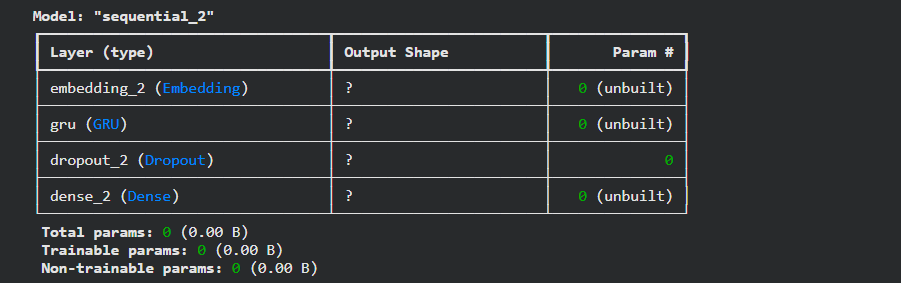 Model: "sequential_2"
Layer (type) Output Shape Param #
embedding_2 (Embedding) ? 0 (unbuilt)
gru (GRU) ? 0 (unbuilt)
dropout_2 (Dropout) ? 0
dense_2 (Dense) ? 0 (unbuilt)
Total params: 0 (0.00 B)
Trainable params: 0 (0.00 B)
Non-trainable params: 0 (0.00 B)